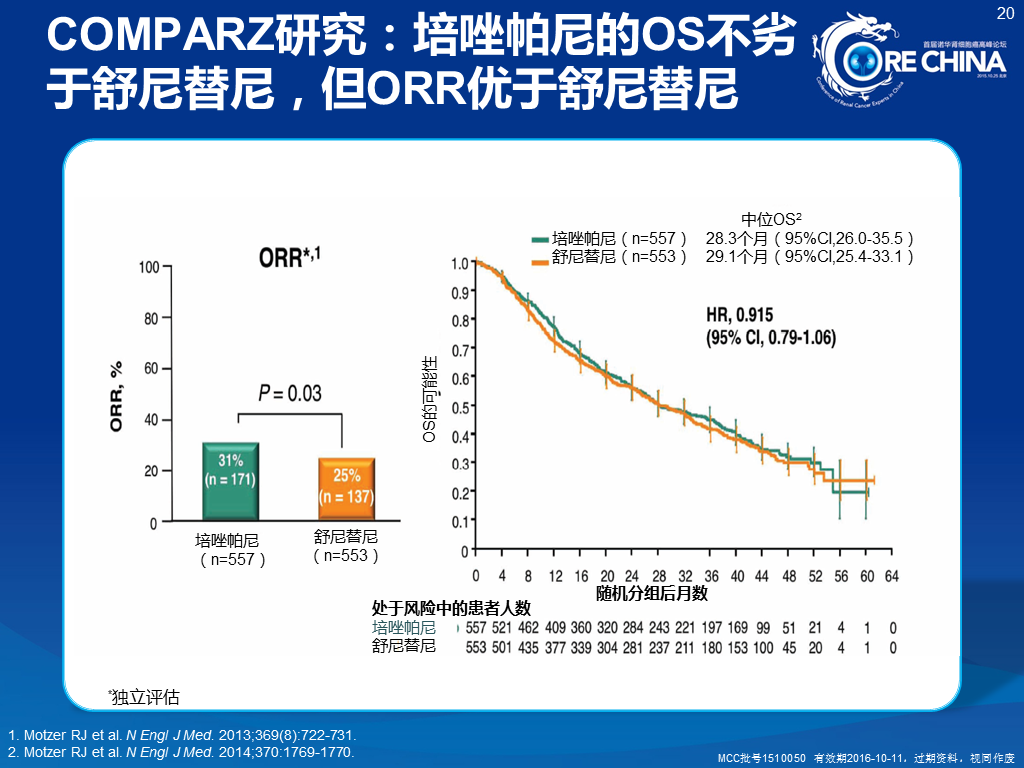 20
COMPARZ研究：培唑帕尼的OS不劣
于舒尼替尼，但ORR优于舒尼替尼
首届诺华肾细胞癌高峰论坛
CORE CHINA
2015.10.25 北京
Conference of Renal Cancer Experts in China
ORR*,1
100
80
60
40
20
0
ORR, %
P = 0.03
31%
(n = 171)
25%
(n = 137)
培唑帕尼
（n=557）
舒尼替尼
（n=553）
中位OS2
培唑帕尼（n=557） 28.3个月（95%CI,26.0-35.5）
舒尼替尼（n=553） 29.1个月（95%CI,25.4-33.1）
HR, 0.915
(95% CI, 0.79-1.06)
OS的可能性
1.0
0.9
0.8
0.7
0.6
0.5
0.4
0.3
0.2
0.1
0
0 4 8 12 16 20 24 28 32 36 40 44 48 52 56 60 64
随机分组后月数
处于风险中的患者人数
培唑帕尼 557 521 462 409 360 320 284 243 221 197 169 99 51 21 4 1 0
舒尼替尼 553 501 435 377 339 304 281 237 211 180 153 100 45 20 4 1 0
*独立评估
1. Motzer RJ et al. N Engl J Med. 2013;369(8):722-731.
2. Motzer RJ et al. N Engl J Med. 2014;370:1769-1770.
MCC批号1510050 有效期2016-10-11，过期资料，视同作废